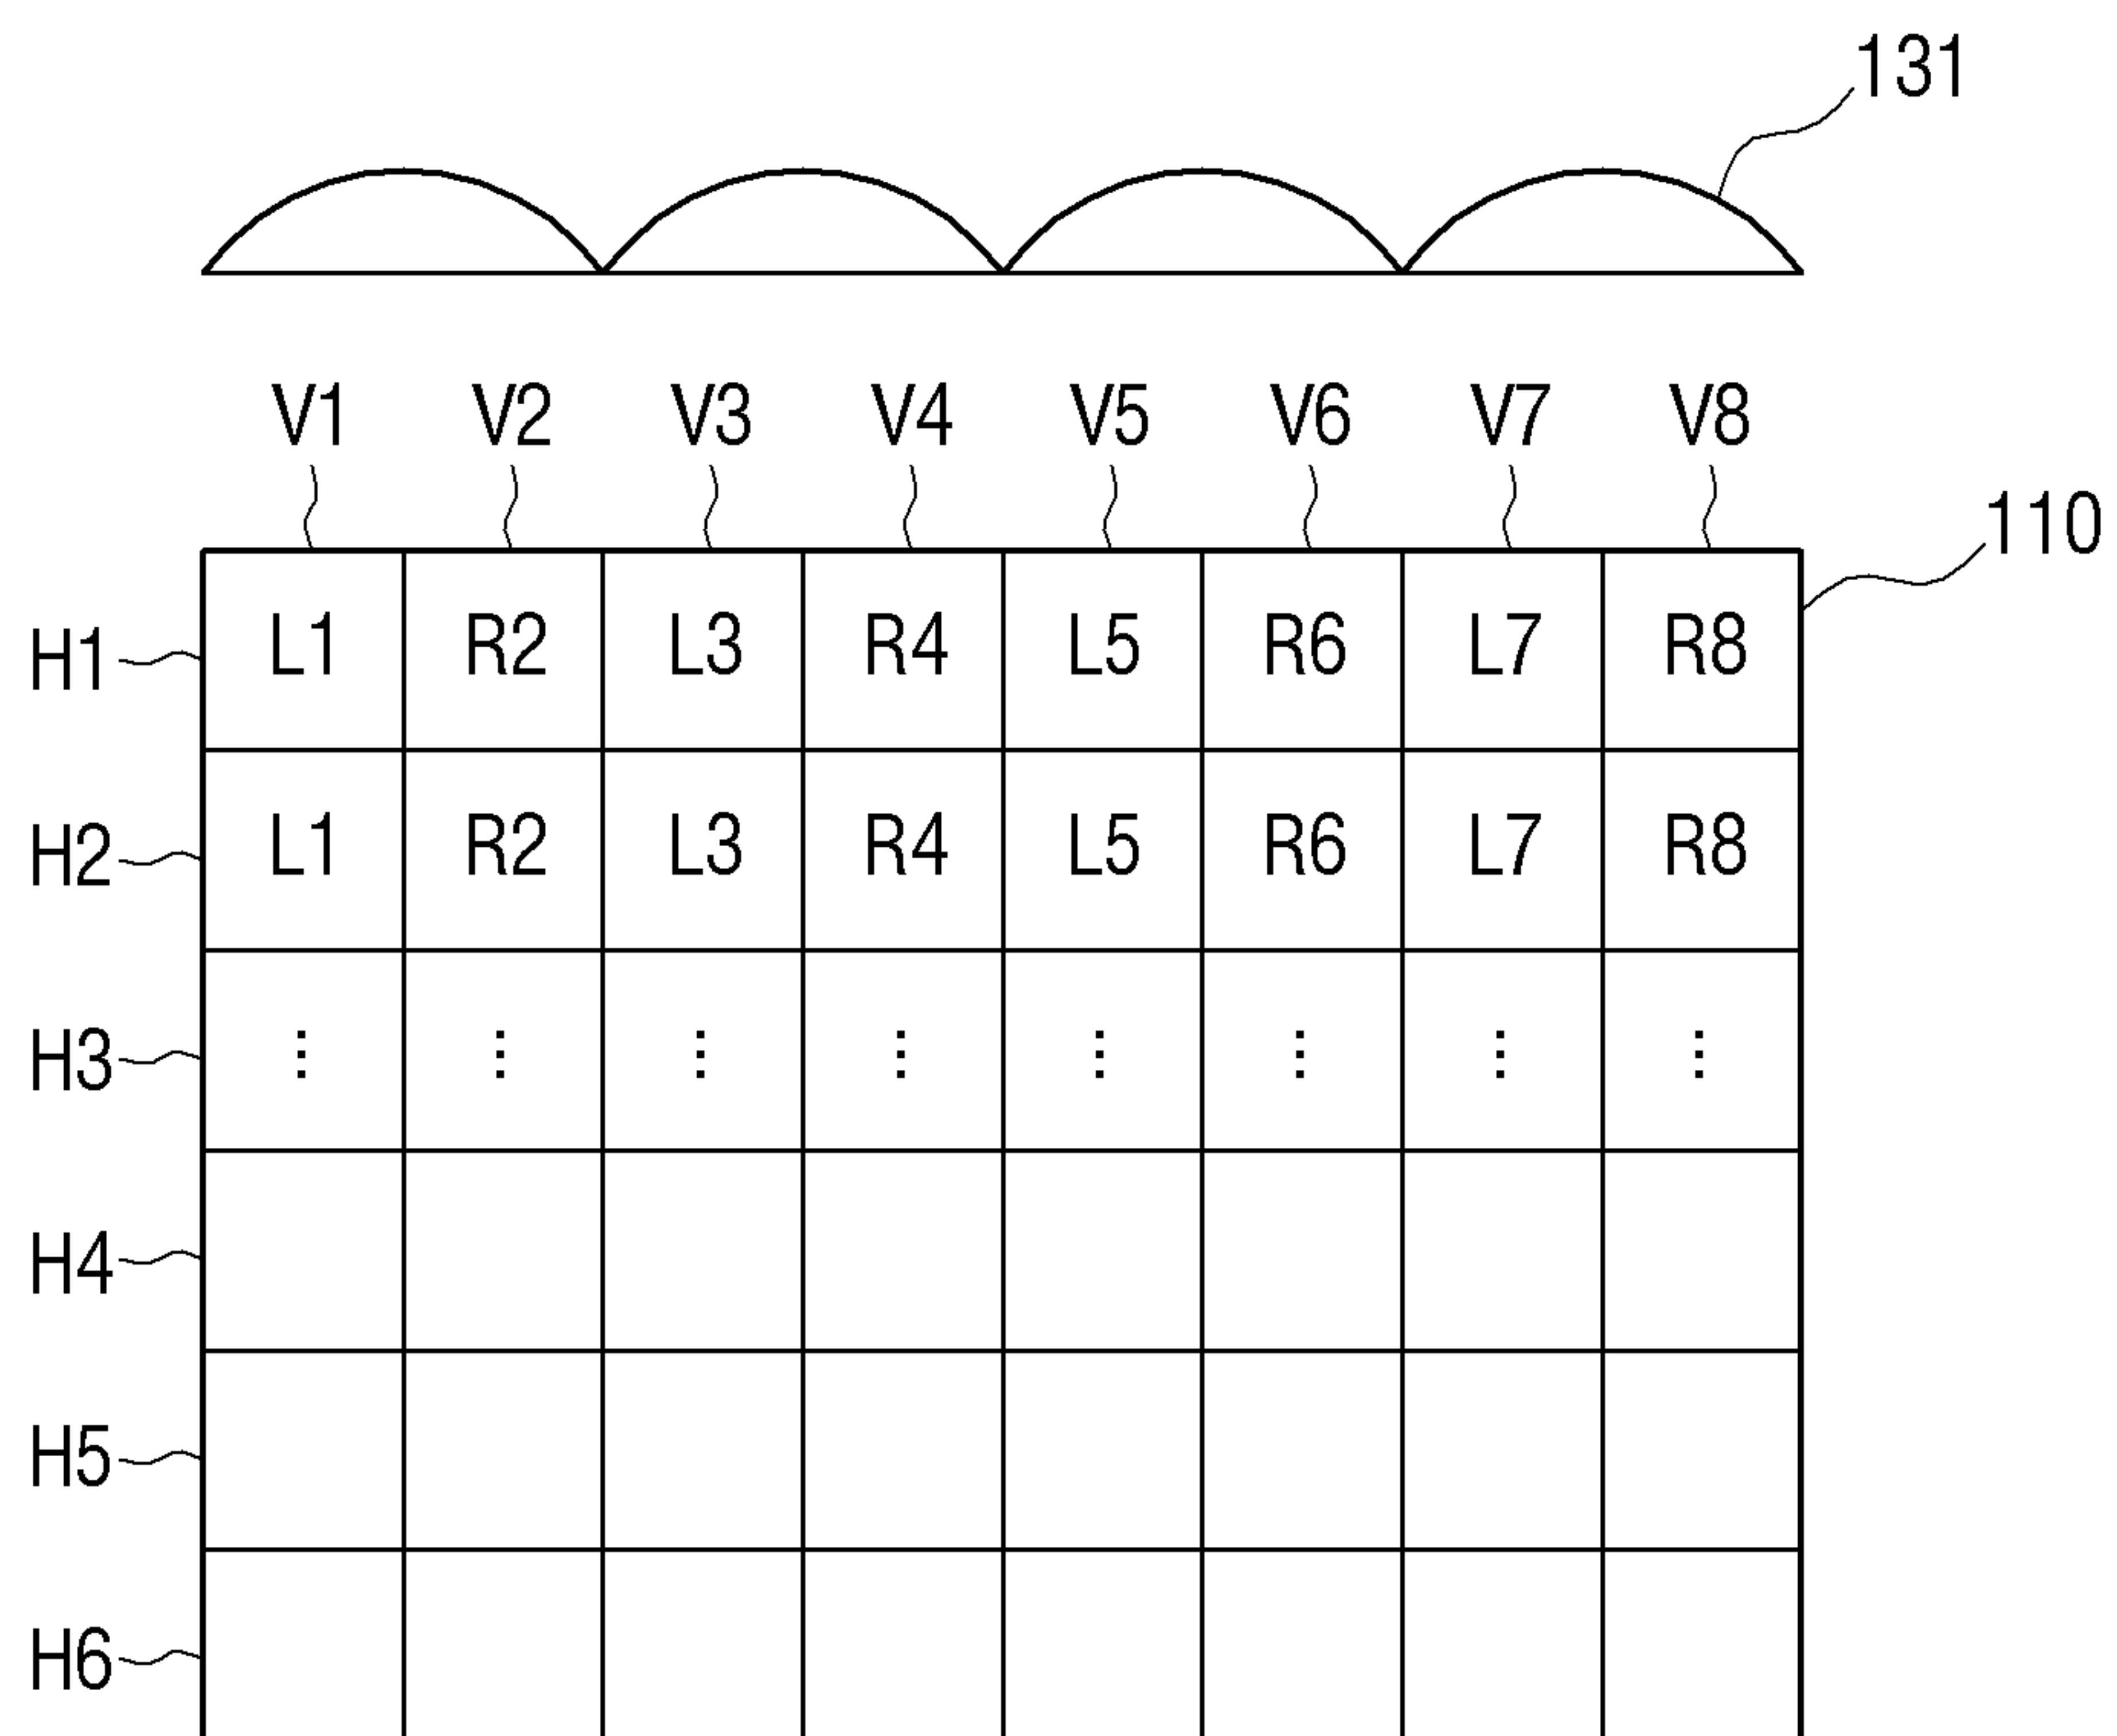 131
V1 V2 V3 V4 V5 V6 V7 V8
110
H1 L1 R2 L3 R4 L5 R6 L7 R8
H2 L1 R2 L3 R4 L5 R6 L7 R8
H3 ⋮ ⋮ ⋮ ⋮ ⋮ ⋮ ⋮ ⋮
H4
H5
H6